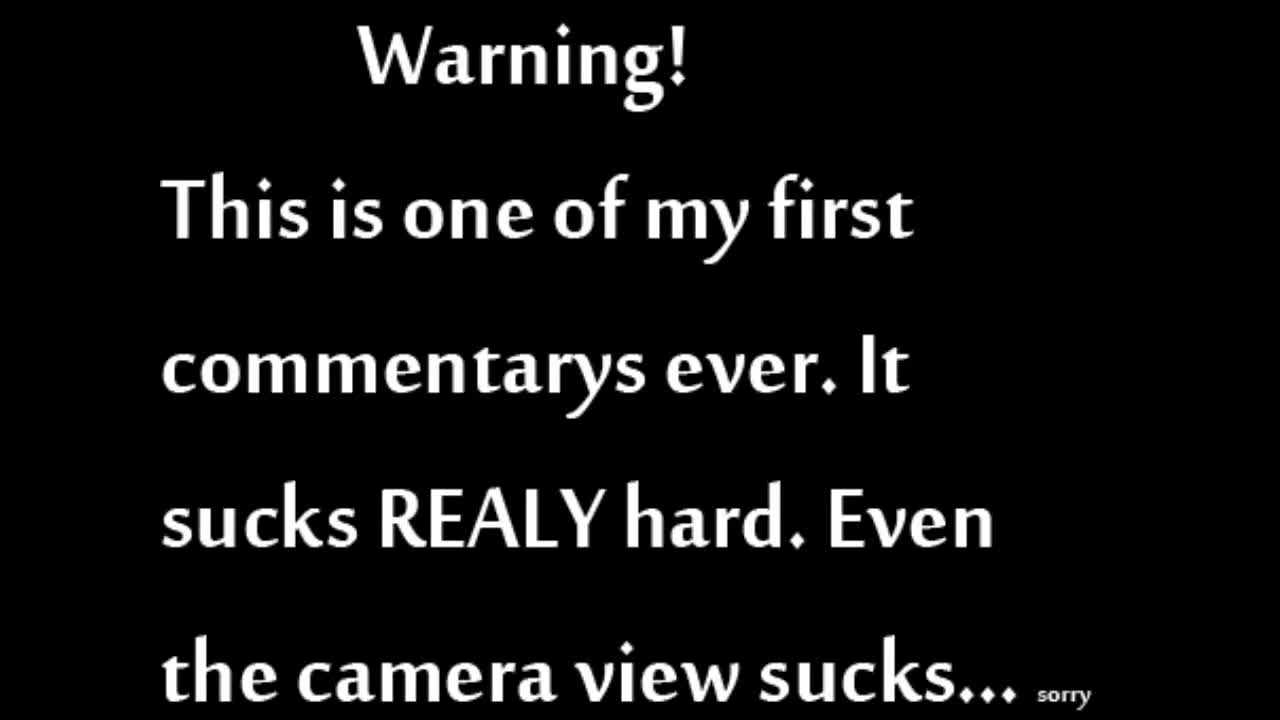 Warning!
This is one of my first
commentarys ever. It
sucks REALY hard. Even
the camera view sucks... sorry